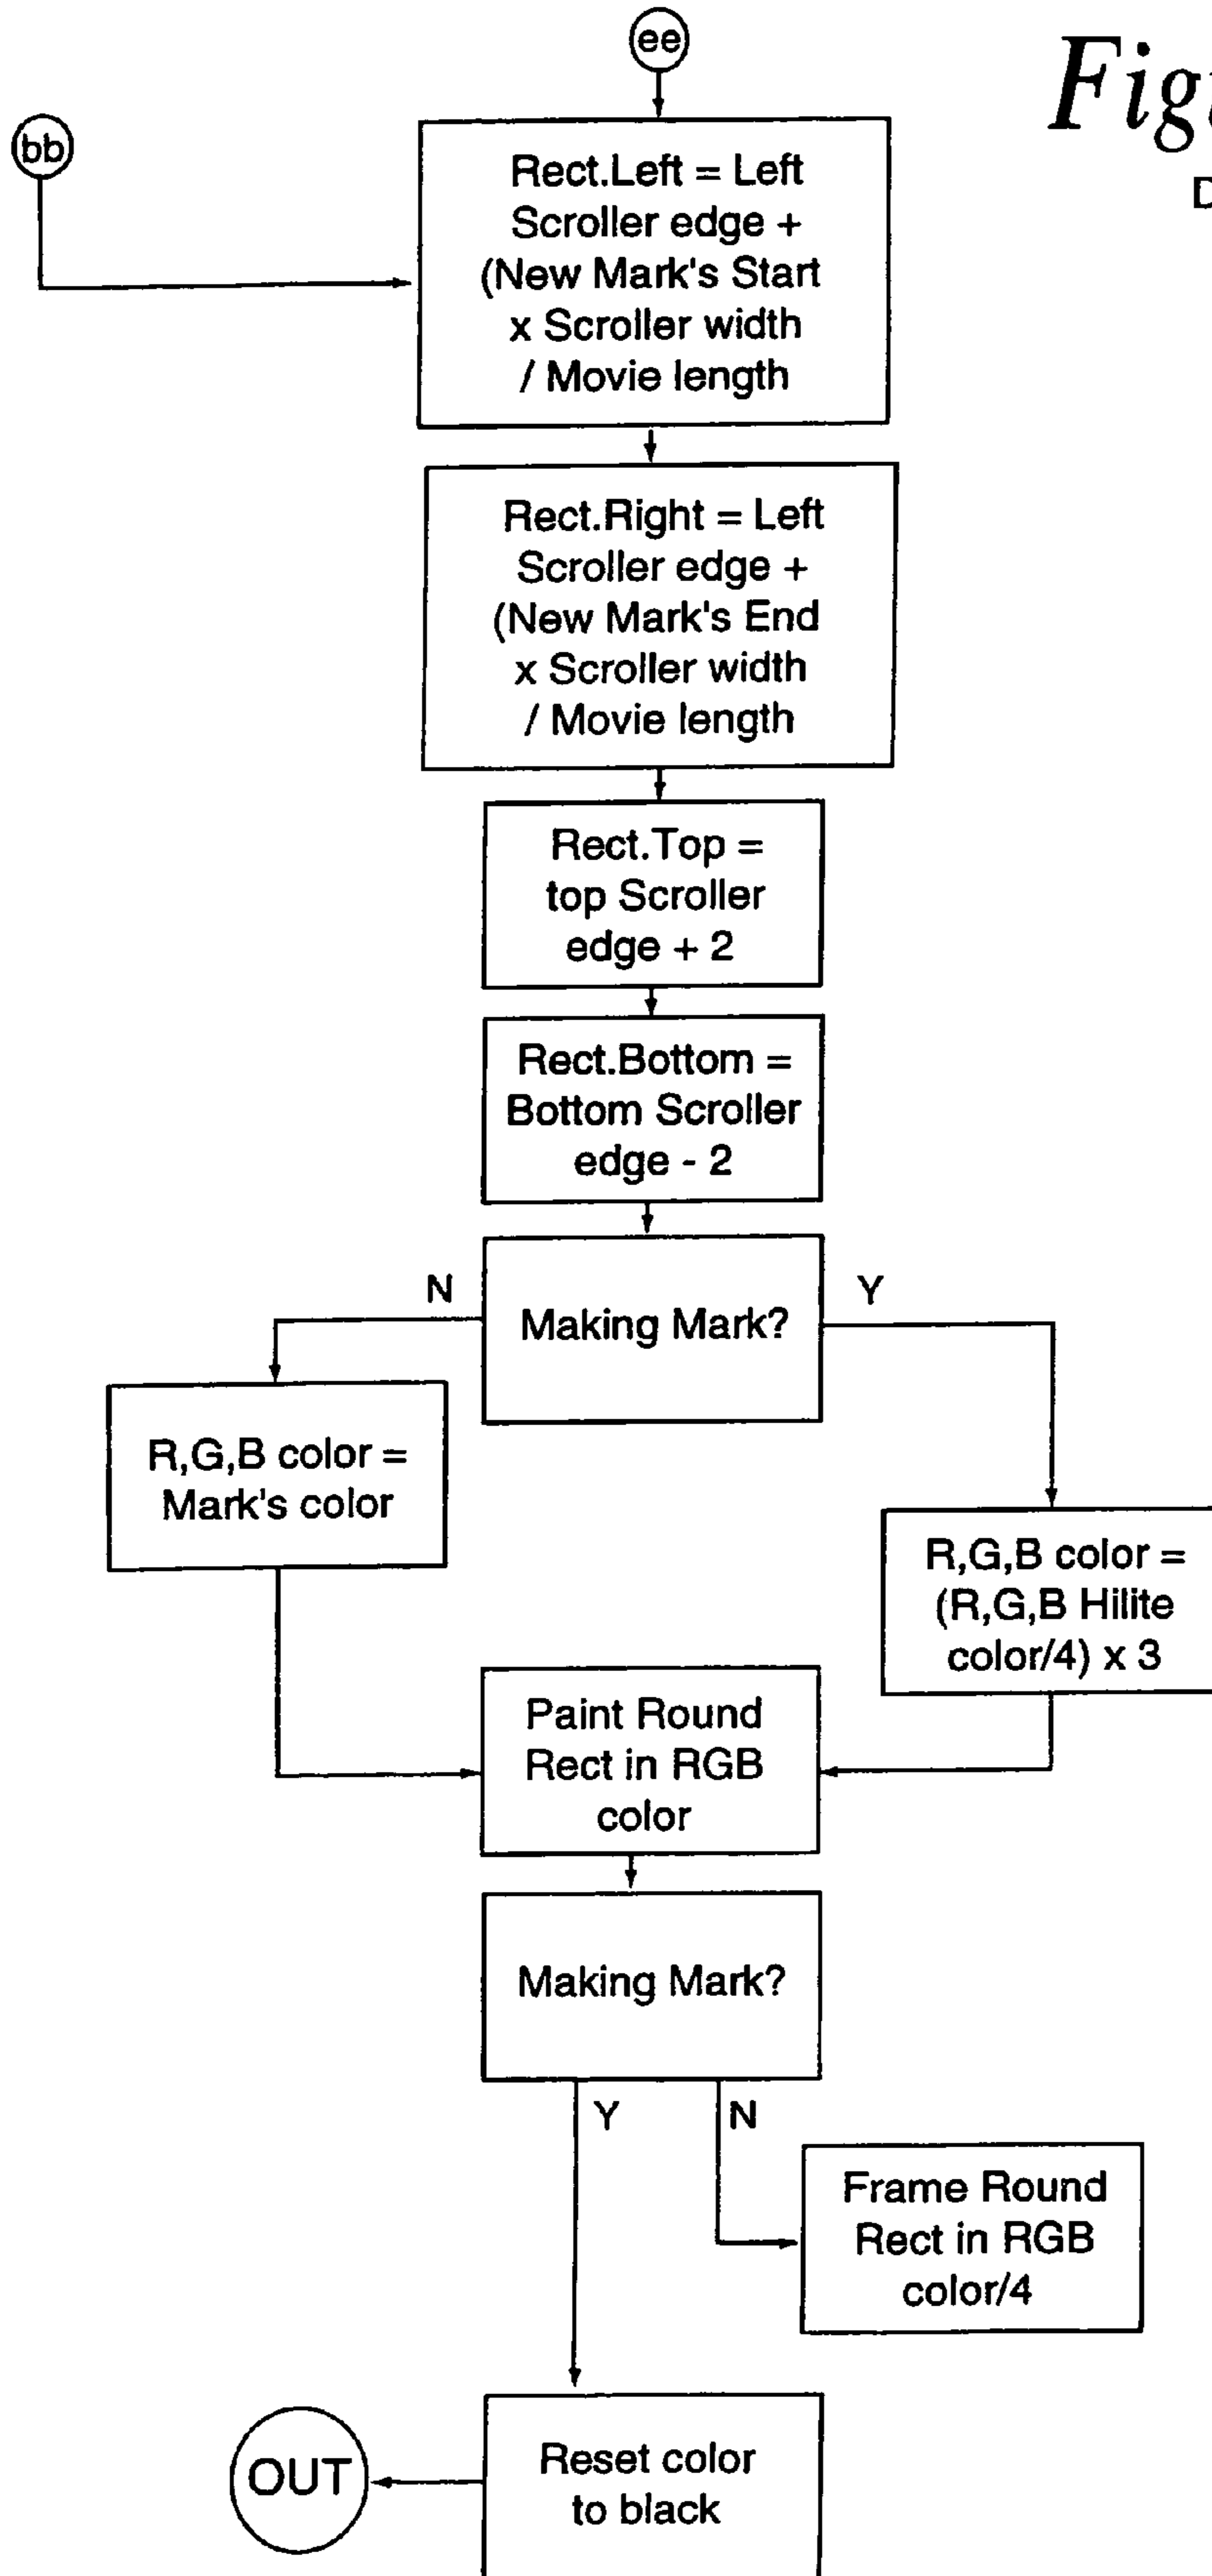 ee
Figu
D
bb
Rect.Left = Left
Scroller edge +
(New Mark's Start
x Scroller width
/ Movie length
Rect.Right = Left
Scroller edge +
(New Mark's End
x Scroller width
/ Movie length
Rect.Top =
top Scroller
edge + 2
Rect.Bottom =
Bottom Scroller
edge - 2
N
Y
Making Mark?
R,G,B color =
Mark's color
R,G,B color =
(R,G,B Hilite
color/4) x 3
Paint Round
Rect in RGB
color
Making Mark?
Y
N
Frame Round
Rect in RGB
color/4
OUT
Reset color
to black